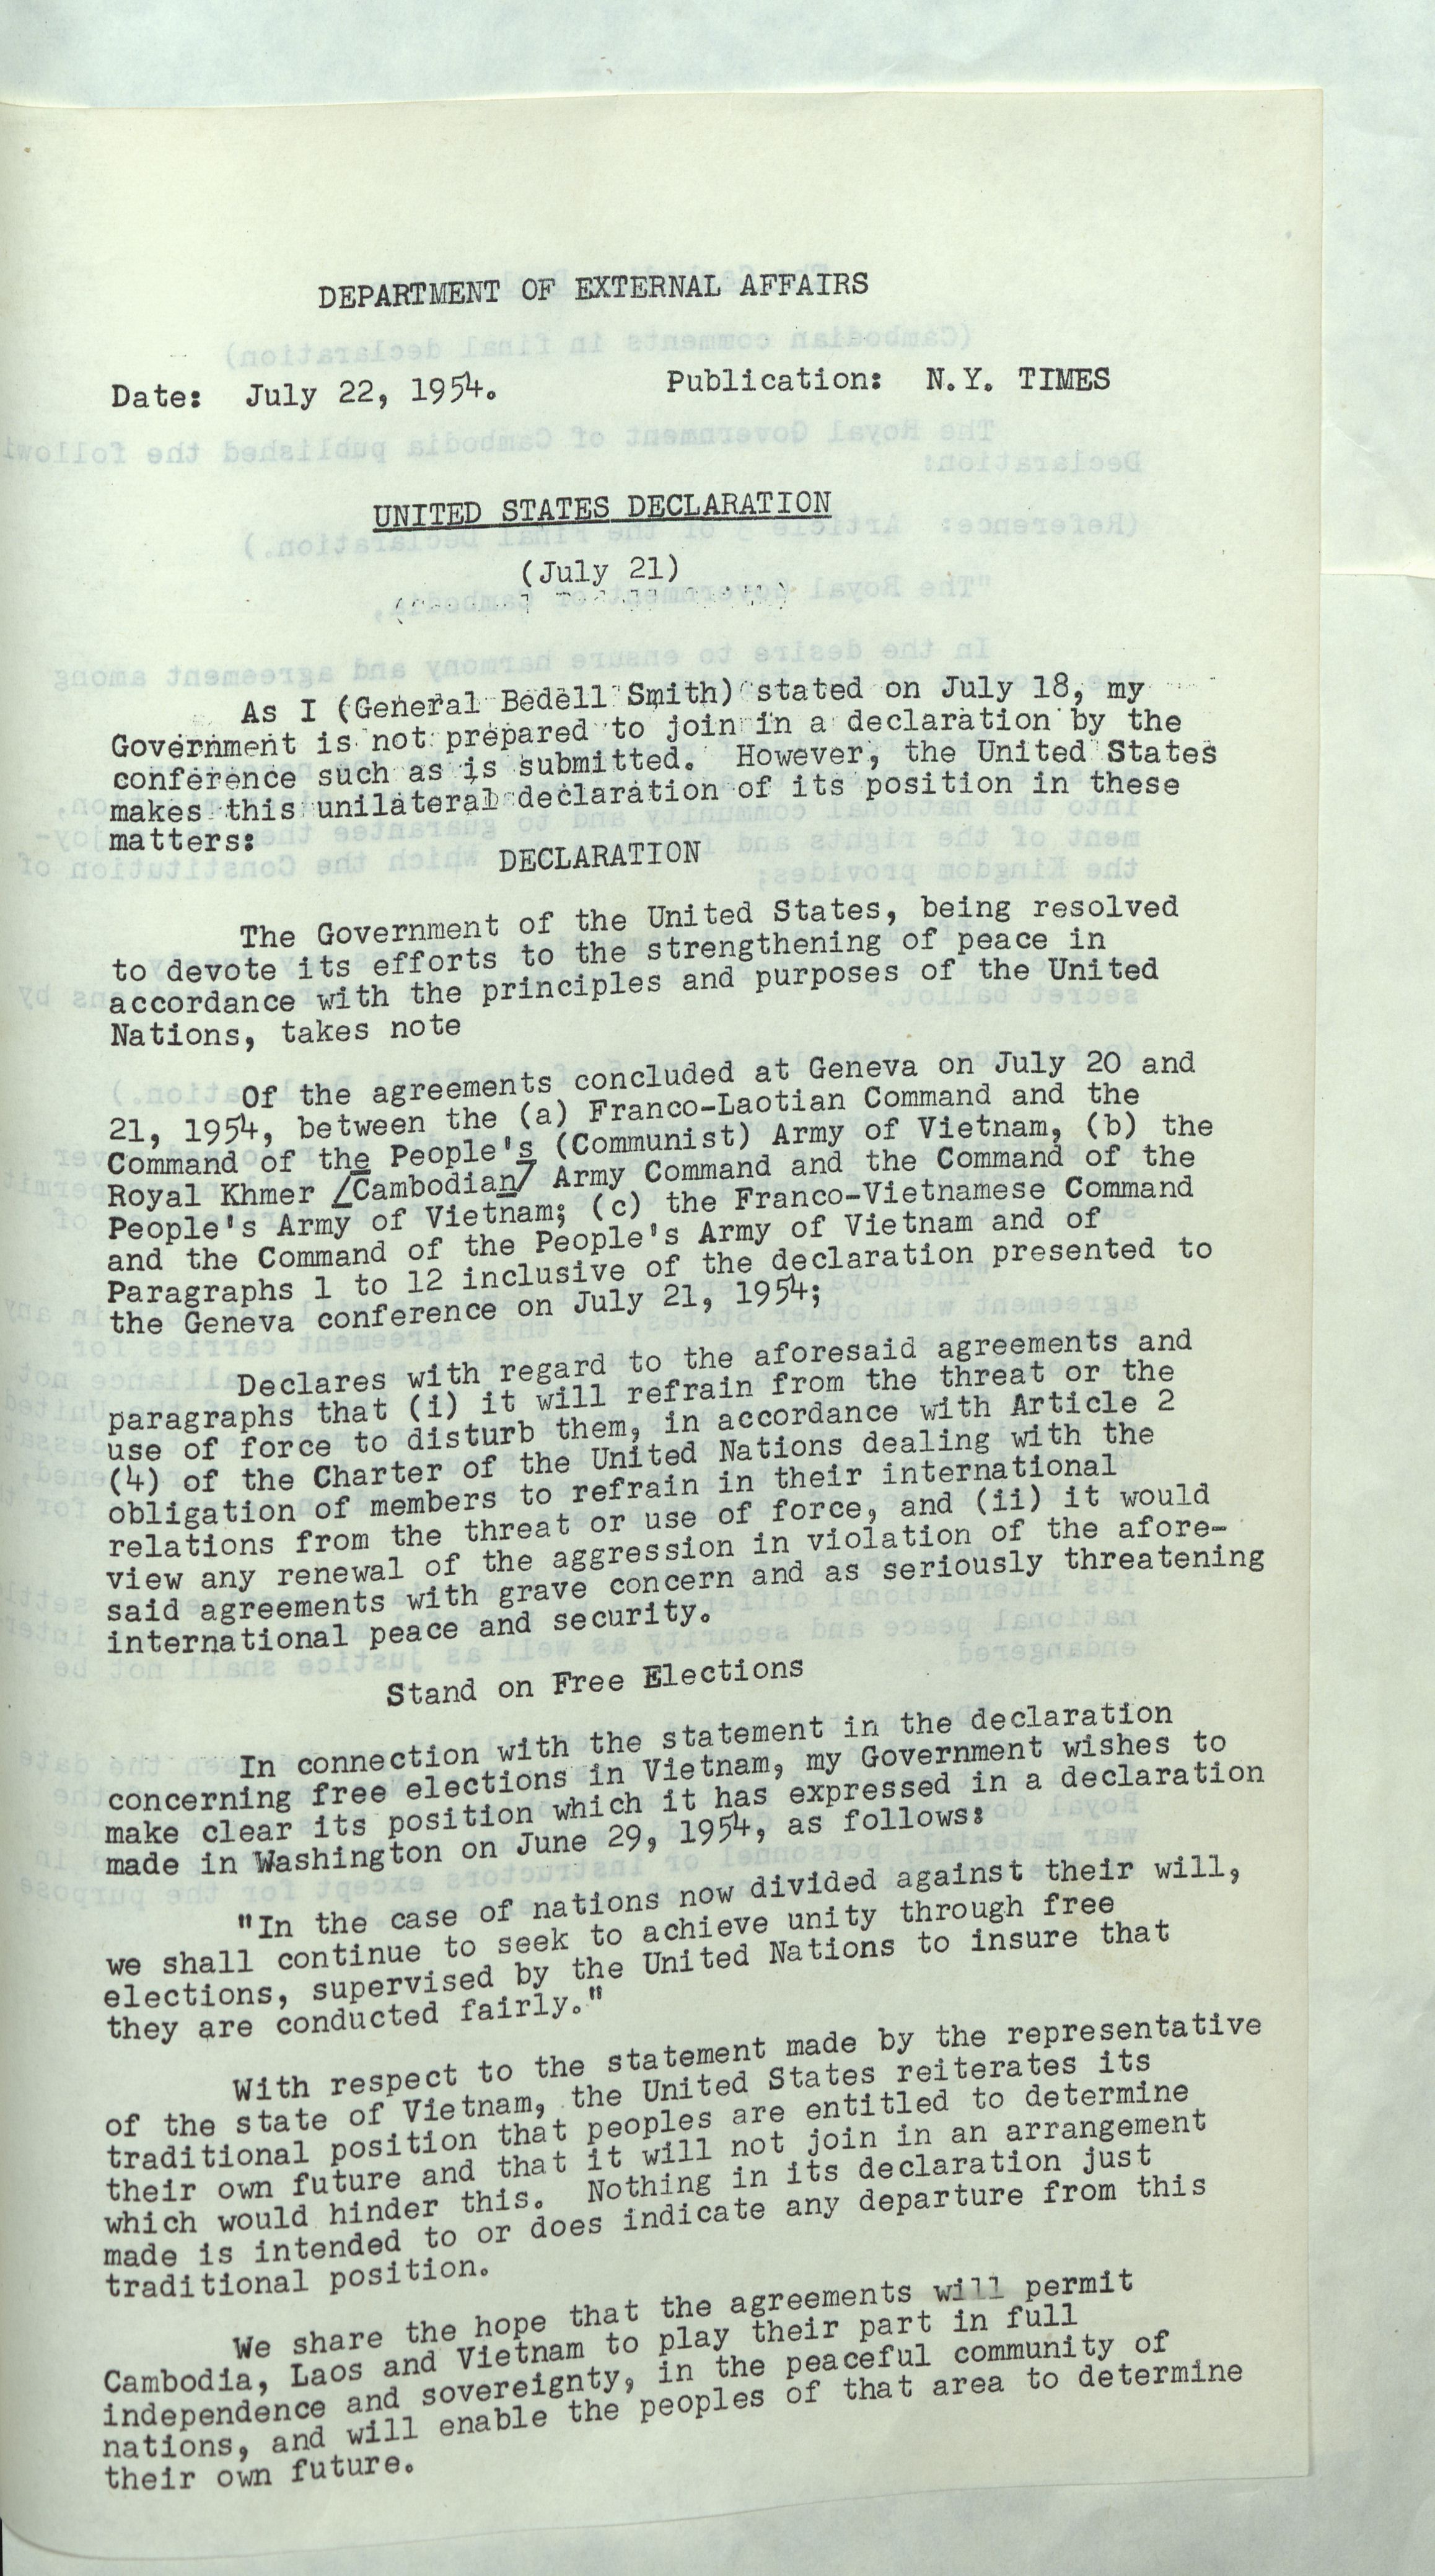 DEPARTMENT OF EXTERNAL AFFAIRS
Date: July 22, 1954. Publication: N.Y. TIMES
UNITED STATES DECLARATION
(July 21)
As I (General Bedell Smith) stated on July 18, my
Government is not prepared to join in a declaration by the
conference such as is submitted. However, the United States
makes this unilateral declaration of its position in these
matters:
DECLARATION
The Government of the United States, being resolved
to devote its efforts to the strengthening of peace in
accordance with the principles and purposes of the United
Nations, takes note
Of the agreements concluded at Geneva on July 20 and
21, 1954, between the (a) Franco-Laotian Command and the
Command of the People's (Communist) Army of Vietnam, (b) the
Royal Khmer /Cambodian/ Army Command and the Command of the
People's Army of Vietnam; (c) the Franco-Vietnamese Command
and the Command of the People's Army of Vietnam and of
Paragraphs 1 to 12 inclusive of the declaration presented to
the Geneva conference on July 21, 1954;
Declares with regard to the aforesaid agreements and
paragraphs that (i) it will refrain from the threat or the
use of force to disturb them, in accordance with Article 2
(4) of the Charter of the United Nations dealing with the
obligation of members to refrain in their international
relations from the threat or use of force, and (ii) it would
view any renewal of the aggression in violation of the afore-
said agreements with grave concern and as seriously threatening
international peace and security.
Stand on Free Elections
In connection with the statement in the declaration
concerning free elections in Vietnam, my Government wishes to
make clear its position which it has expressed in a declaration
made in Washington on June 29, 1954, as follows:
"In the case of nations now divided against their will,
we shall continue to seek to achieve unity through free
elections, supervised by the United Nations to insure that
they are conducted fairly."
With respect to the statement made by the representative
of the state of Vietnam, the United States reiterates its
traditional position that peoples are entitled to determine
their own future and that it will not join in an arrangement
which would hinder this. Nothing in its declaration just
made is intended to or does indicate any departure from this
traditional position.
We share the hope that the agreements will permit
Cambodia, Laos and Vietnam to play their part in full
independence and sovereignty, in the peaceful community of
nations, and will enable the peoples of that area to determine
their own future.